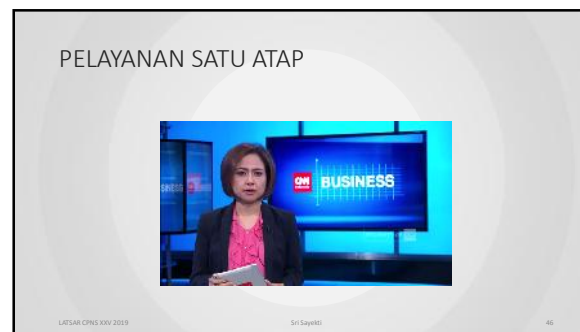 PELAYANAN SATU ATAP
CNN BUSINESS
LATSAR CPNS XXV 2019
Sri Sayekti
46